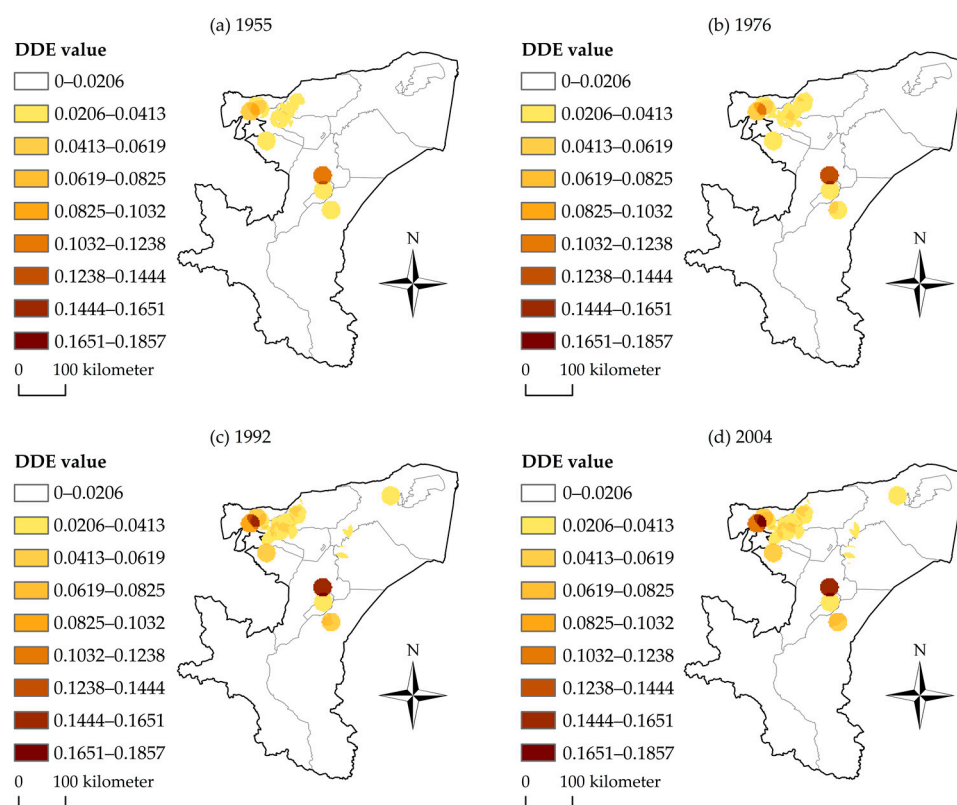 (a) 1955
DDE value
0–0.0206
0.0206–0.0413
0.0413–0.0619
0.0619–0.0825
0.0825–0.1032
0.1032–0.1238
0.1238–0.1444
0.1444–0.1651
0.1651–0.1857
0 100 kilometer
N
(b) 1976
DDE value
0–0.0206
0.0206–0.0413
0.0413–0.0619
0.0619–0.0825
0.0825–0.1032
0.1032–0.1238
0.1238–0.1444
0.1444–0.1651
0.1651–0.1857
0 100 kilometer
N
(c) 1992
DDE value
0–0.0206
0.0206–0.0413
0.0413–0.0619
0.0619–0.0825
0.0825–0.1032
0.1032–0.1238
0.1238–0.1444
0.1444–0.1651
0.1651–0.1857
0 100 kilometer
N
(d) 2004
DDE value
0–0.0206
0.0206–0.0413
0.0413–0.0619
0.0619–0.0825
0.0825–0.1032
0.1032–0.1238
0.1238–0.1444
0.1444–0.1651
0.1651–0.1857
0 100 kilometer
N